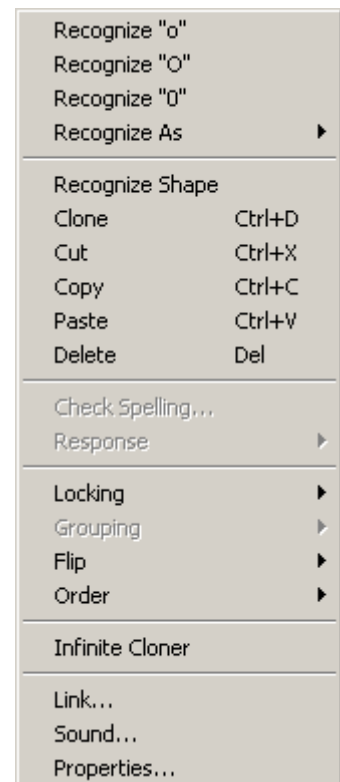 Recognize "o"
Recognize "O"
Recognize "0"
Recognize As
Recognize Shape
Clone Ctrl+D
Cut Ctrl+X
Copy Ctrl+C
Paste Ctrl+V
Delete Del
Check Spelling...
Response
Locking
Grouping
Flip
Order
Infinite Cloner
Link...
Sound...
Properties...